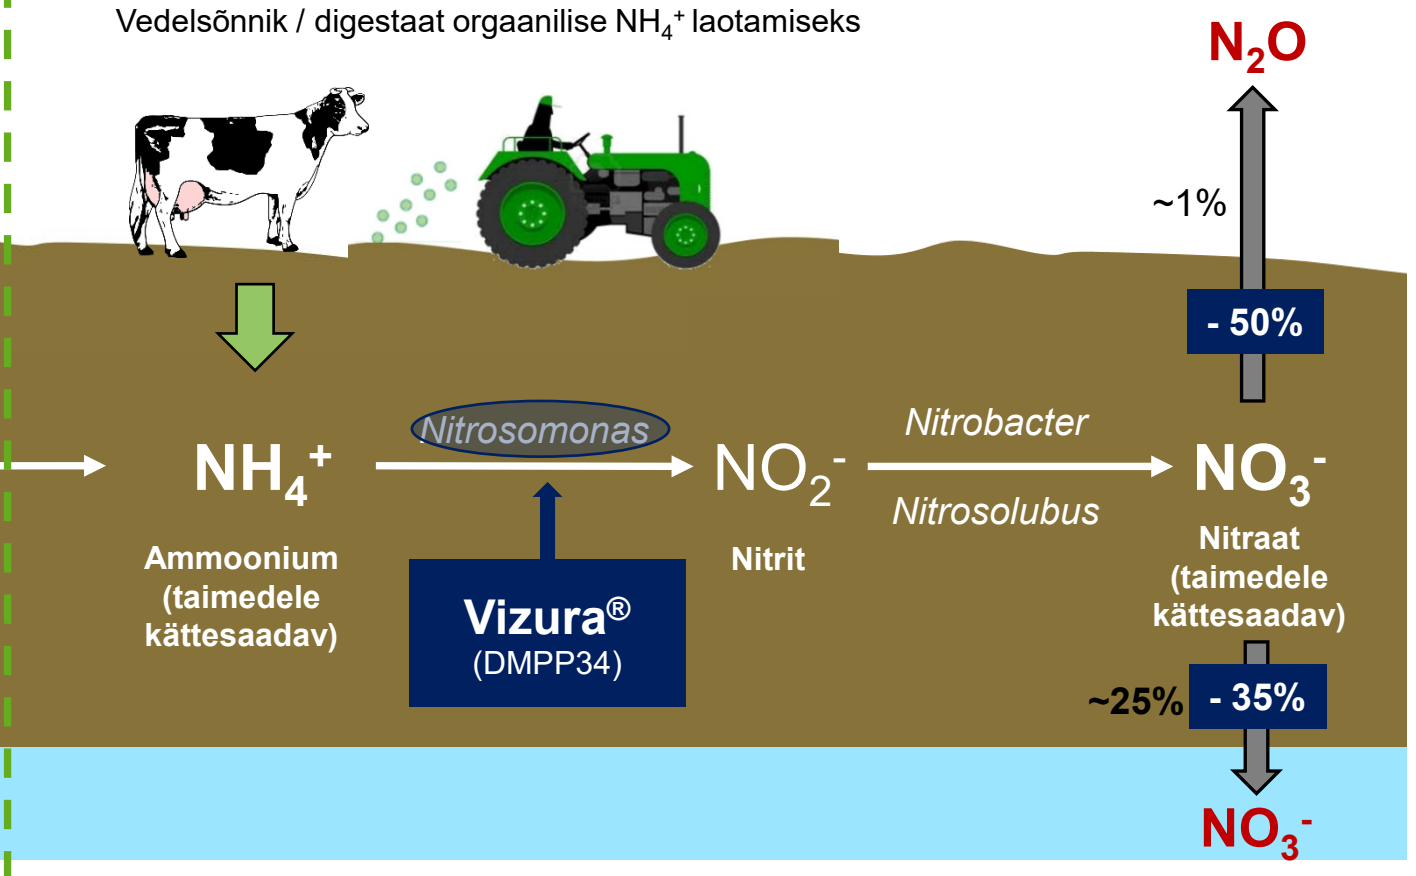 Vedelsõnnik / digestaat orgaanilise NH₄⁺ laotamiseks
N₂O
~1%
- 50%
Nitrosomonas
Nitrobacter
NH₄⁺
NO₂⁻
NO₃⁻
Nitrosolubus
Ammoonium
(taimedele
kättesaadav)
Nitrit
Nitraat
(taimedele
kättesaadav)
Vizura®
(DMPP34)
~25%
- 35%
NO₃⁻